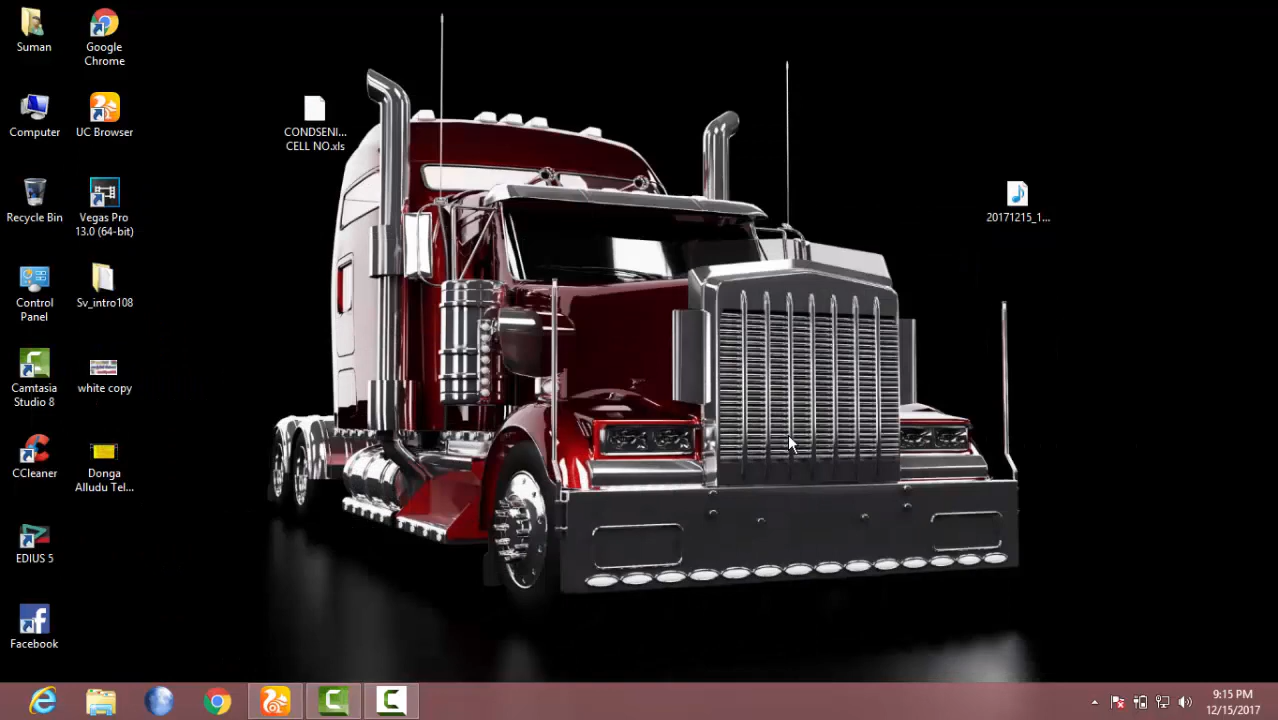 Suman
Google
Chrome
Computer
UC Browser
CONDSENI...
CELL NO.xls
Recycle Bin
Vegas Pro
13.0 (64-bit)
20171215_1...
Control
Panel
Sv_intro108
Camtasia
Studio 8
white copy
CCleaner
Donga
Alludu Tel...
EDIUS 5
Facebook
9:15 PM
12/15/2017